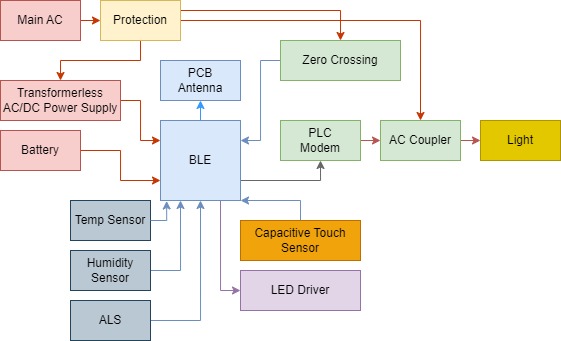 Main AC
Protection
Zero Crossing
PCB
Antenna
Transformerless
AC/DC Power Supply
Battery
BLE
PLC
Modem
AC Coupler
Light
Temp Sensor
Capacitive Touch
Sensor
Humidity
Sensor
LED Driver
ALS